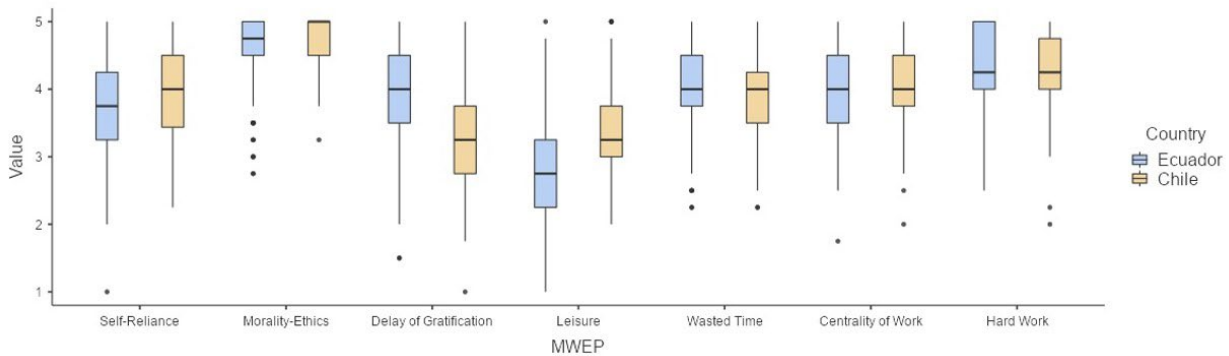 5
4
3
2
1
Value
Self-Reliance
Morality-Ethics
Delay of Gratification
Leisure
Wasted Time
Centrality of Work
Hard Work
MWEP
Country
Ecuador
Chile